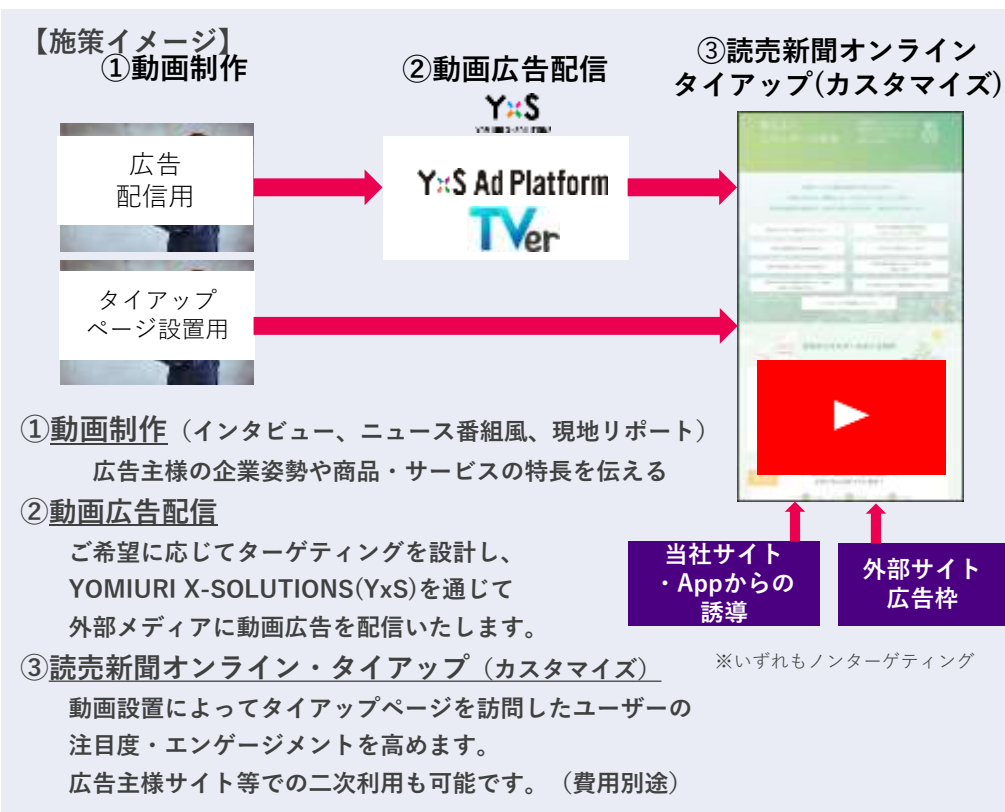 【施策イメージ】
①動画制作
②動画広告配信
③読売新聞オンライン
タイアップ(カスタマイズ)
YxS
広告
配信用
YxS Ad Platform
TVer
タイアップ
ページ設置用
①動画制作（インタビュー、ニュース番組風、現地リポート）
広告主様の企業姿勢や商品・サービスの特長を伝える
②動画広告配信
ご希望に応じてターゲティングを設計し、
YOMIURI X-SOLUTIONS(YxS)を通じて
外部メディアに動画広告を配信いたします。
当社サイト
・Appからの
誘導
外部サイト
広告枠
※いずれもノンターゲティング
③読売新聞オンライン・タイアップ（カスタマイズ）
動画設置によってタイアップページを訪問したユーザーの
注目度・エンゲージメントを高めます。
広告主様サイト等での二次利用も可能です。（費用別途）